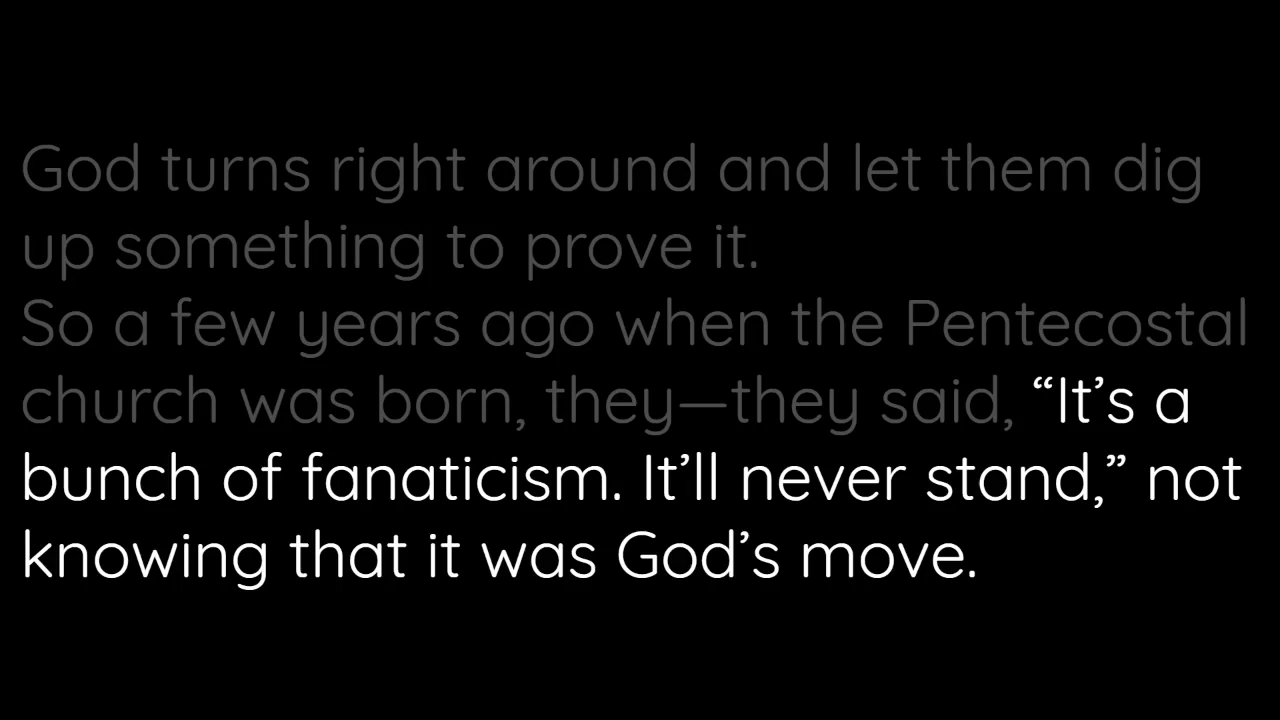 God turns right around and let them dig
up something to prove it.
So a few years ago when the Pentecostal
church was born, they—they said, “It’s a
bunch of fanaticism. It’ll never stand,” not
knowing that it was God’s move.